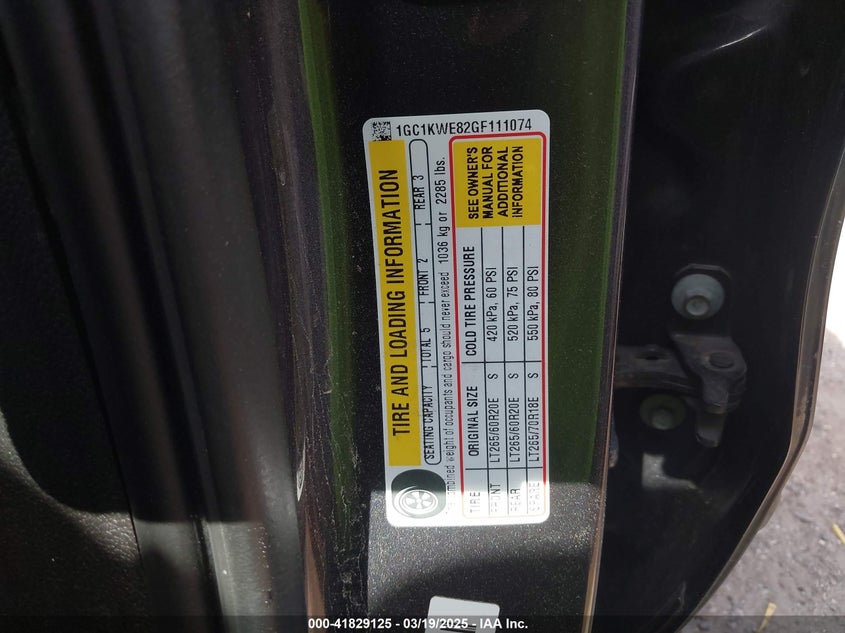 1GC1KWE82GF111074
TIRE AND LOADING INFORMATION
SEATING CAPACITY TOTAL 5 FRONT 2 REAR 3
combined weight of occupants and cargo should never exceed 1036 kg or 2285 lbs.
TIRE ORIGINAL SIZE COLD TIRE PRESSURE
FRONT LT265/60R20E S 420 kPa, 60 PSI
REAR LT265/60R20E S 520 kPa, 75 PSI
SPARE LT265/70R18E S 550 kPa, 80 PSI
SEE OWNER'S
MANUAL FOR
ADDITIONAL
INFORMATION
000-41829125 - 03/19/2025 - IAA Inc.